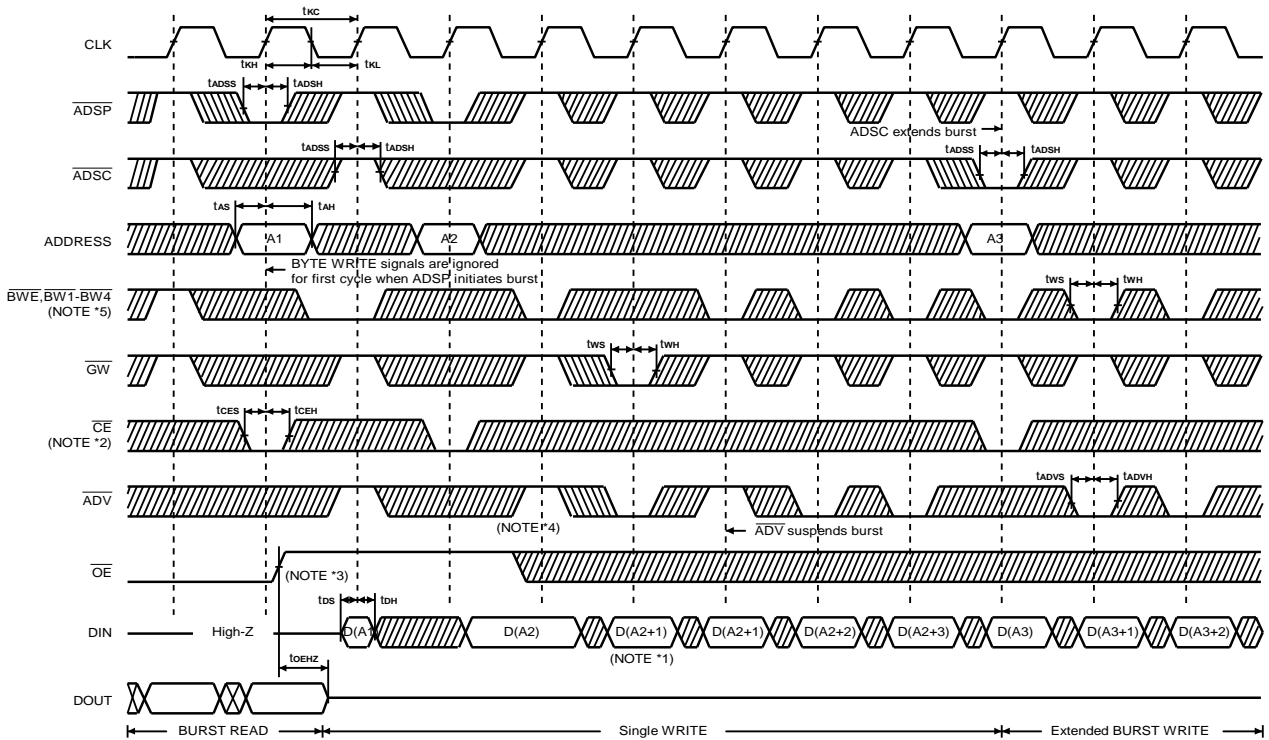 tKC
CLK
tKH
tKL
tADSS
tADSH
ADSP
ADSC extends burst
tADSS
tADSH
tADSS
tADSH
ADSC
tAS
tAH
ADDRESS
A1
A2
A3
BYTE WRITE signals are ignored
for first cycle when ADSP initiates burst
BWE,BW1-BW4
(NOTE *5)
tWS
tWH
tWS
tWH
GW
tCES
tCEH
CE
(NOTE *2)
tADVS
tADVH
ADV
(NOTE *4)
ADV suspends burst
OE
(NOTE *3)
tDS
tDH
DIN
High-Z
D(A1
D(A2)
D(A2+1)
D(A2+1)
D(A2+2)
D(A2+3)
D(A3)
D(A3+1)
D(A3+2)
(NOTE *1)
tOEHZ
DOUT
BURST READ
Single WRITE
Extended BURST WRITE